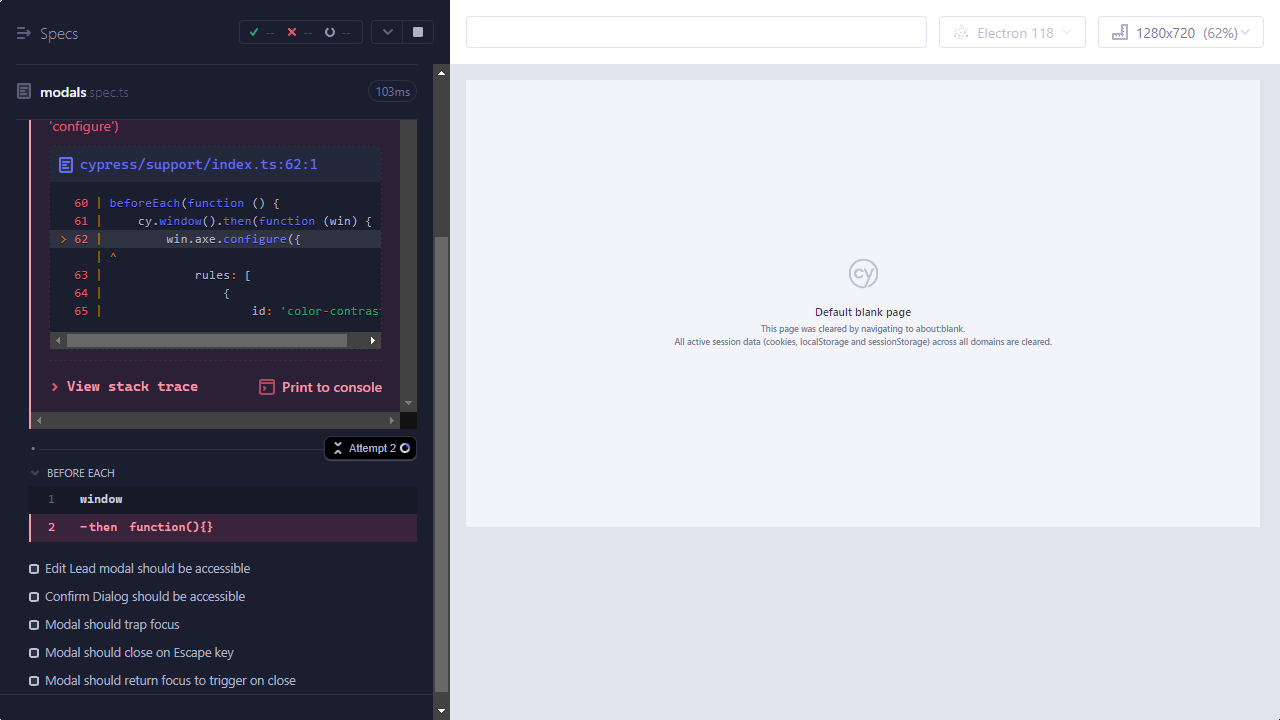 Specs
--
--
--
Electron 118
1280x720 (62%)
modals.spec.ts
103ms
'configure')
cypress/support/index.ts:62:1
60 | beforeEach(function () {
61 | cy.window().then(function (win) {
> 62 | win.axe.configure({
| ^
63 | rules: [
64 | {
65 | id: 'color-contras
View stack trace
Print to console
Attempt 2
BEFORE EACH
1 window
2 -then function(){}
Edit Lead modal should be accessible
Confirm Dialog should be accessible
Modal should trap focus
Modal should close on Escape key
Modal should return focus to trigger on close
cy
Default blank page
This page was cleared by navigating to about:blank.
All active session data (cookies, localStorage and sessionStorage) across all domains are cleared.